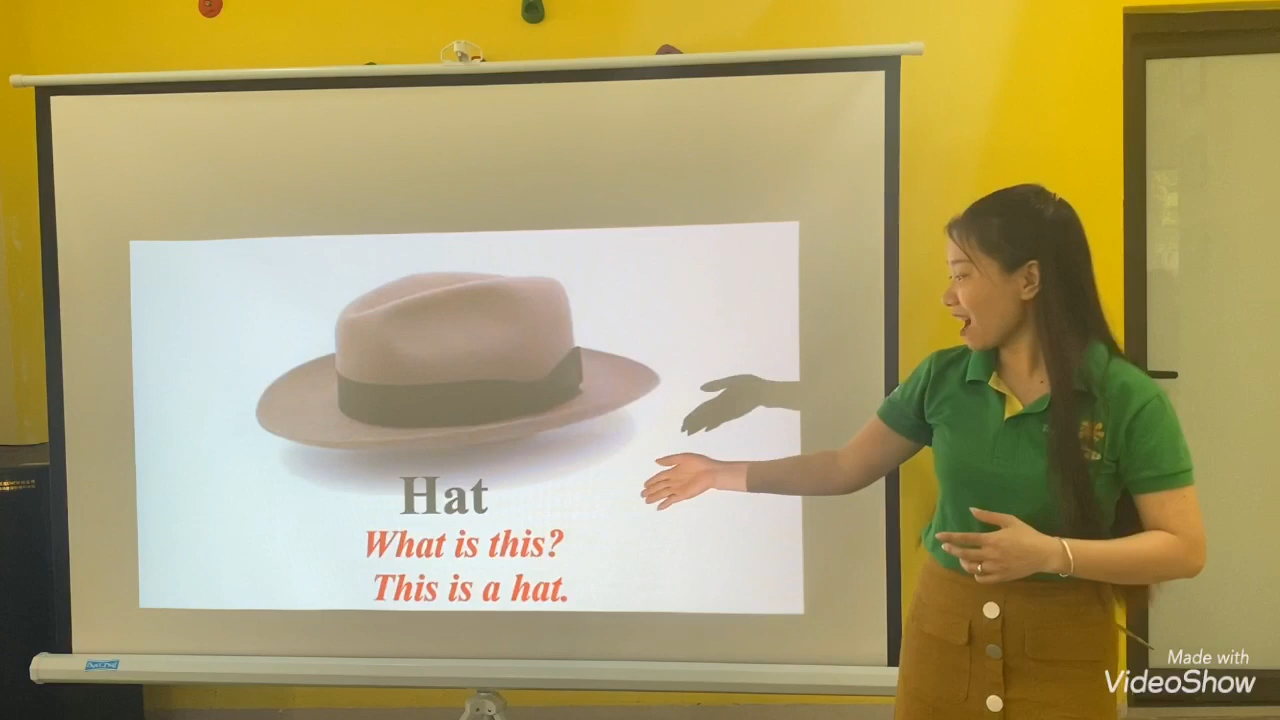 Hat
What is this?
This is a hat.
Made with
VideoShow